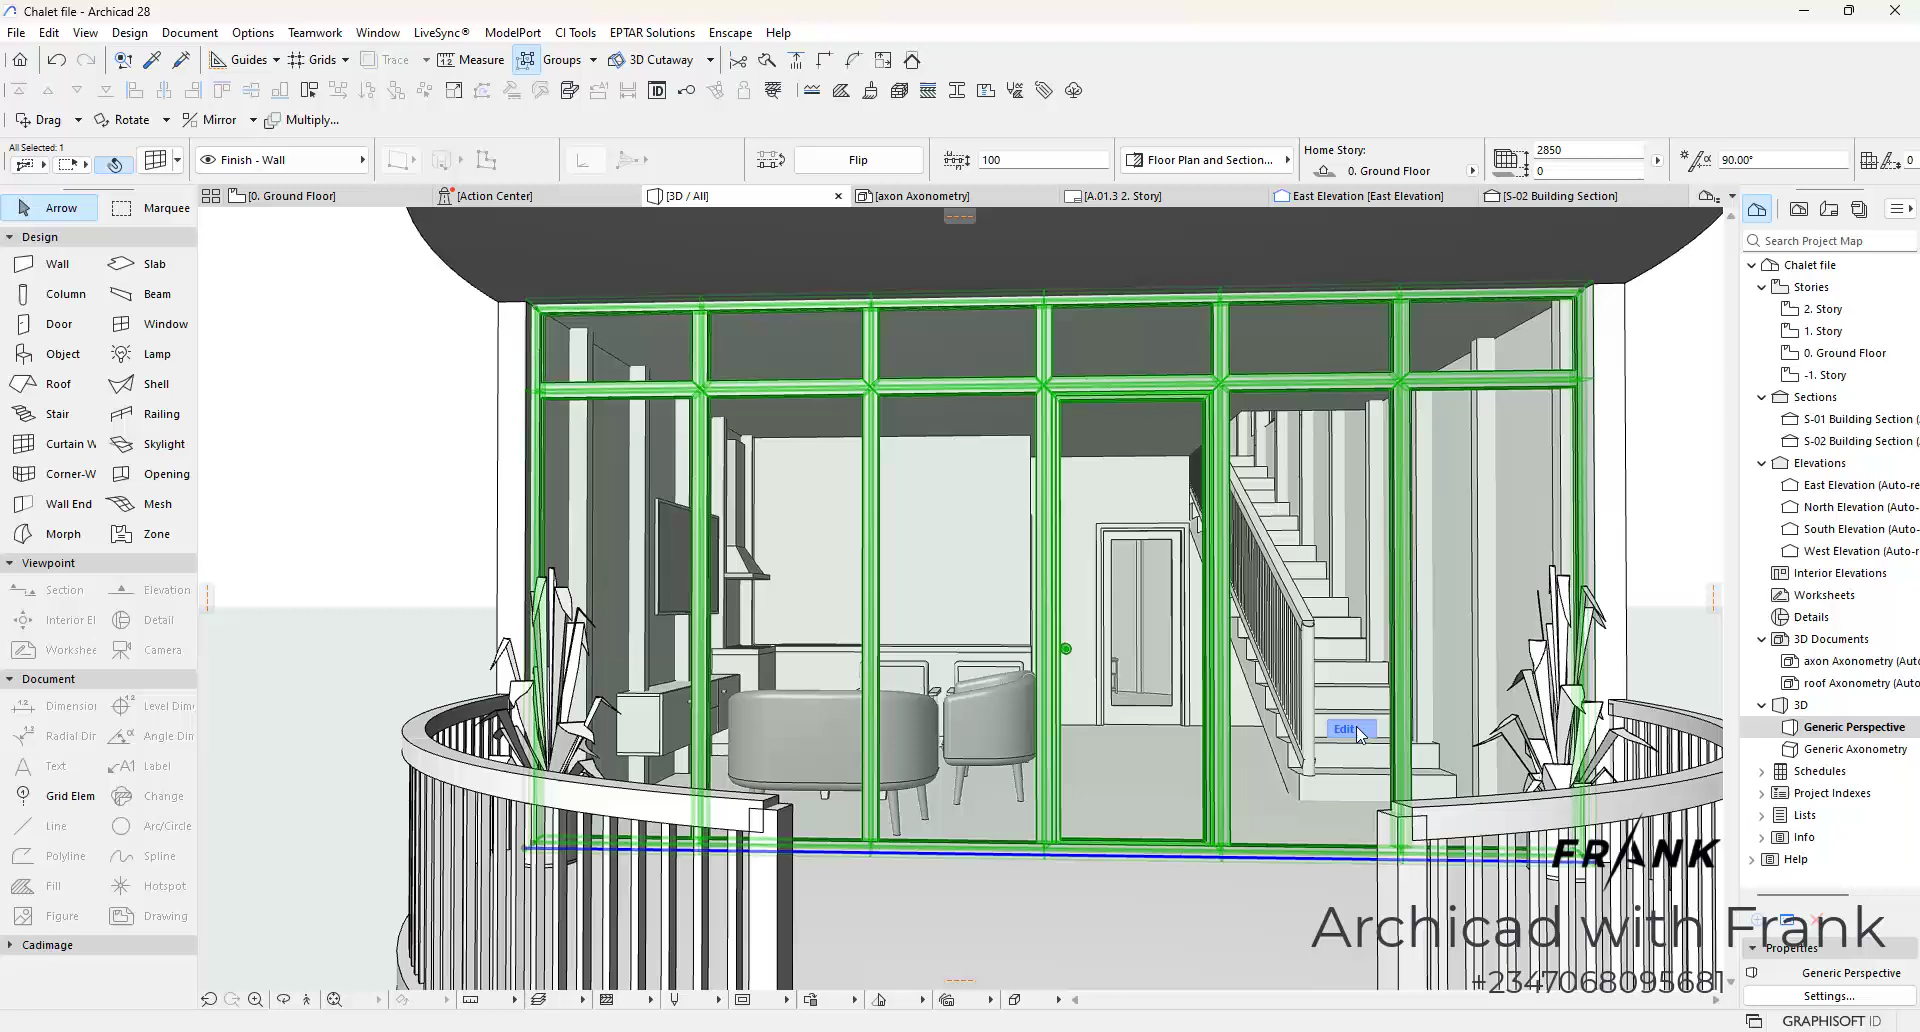 Chalet file - Archicad 28
File Edit View Design Document Options Teamwork Window LiveSync® ModelPort CI Tools EPTAR Solutions Enscape Help
Guides Grids Trace Measure Groups 3D Cutaway
Drag Rotate Mirror Multiply...
All Selected: 1
Finish - Wall
Flip
100
Floor Plan and Section...
Home Story:
0. Ground Floor
2850
0
90.00°
0
[0. Ground Floor]
[Action Center]
[3D / All]
[axon Axonometry]
[A.01.3 2. Story]
East Elevation [East Elevation]
[S-02 Building Section]
Arrow Marquee
Design
Wall Slab
Column Beam
Door Window
Object Lamp
Roof Shell
Stair Railing
Curtain W Skylight
Corner-W Opening
Wall End Mesh
Morph Zone
Viewpoint
Section Elevation
Interior El Detail
Workshee Camera
Document
Dimension Level Dim
Radial Dir Angle Din
Text Label
Grid Elem Change
Line Arc/Circle
Polyline Spline
Fill Hotspot
Figure Drawing
Cadimage
Edit
Search Project Map
Chalet file
Stories
2. Story
1. Story
0. Ground Floor
-1. Story
Sections
S-01 Building Section (
S-02 Building Section (
Elevations
East Elevation (Auto-re
North Elevation (Auto-
South Elevation (Auto-
West Elevation (Auto-r
Interior Elevations
Worksheets
Details
3D Documents
axon Axonometry (Aut
roof Axonometry (Auto
3D
Generic Perspective
Generic Axonometry
Schedules
Project Indexes
Lists
Info
Help
Properties
Generic Perspective
Settings...
FRANK
Archicad with Frank
+2347068095681
GRAPHISOFT ID